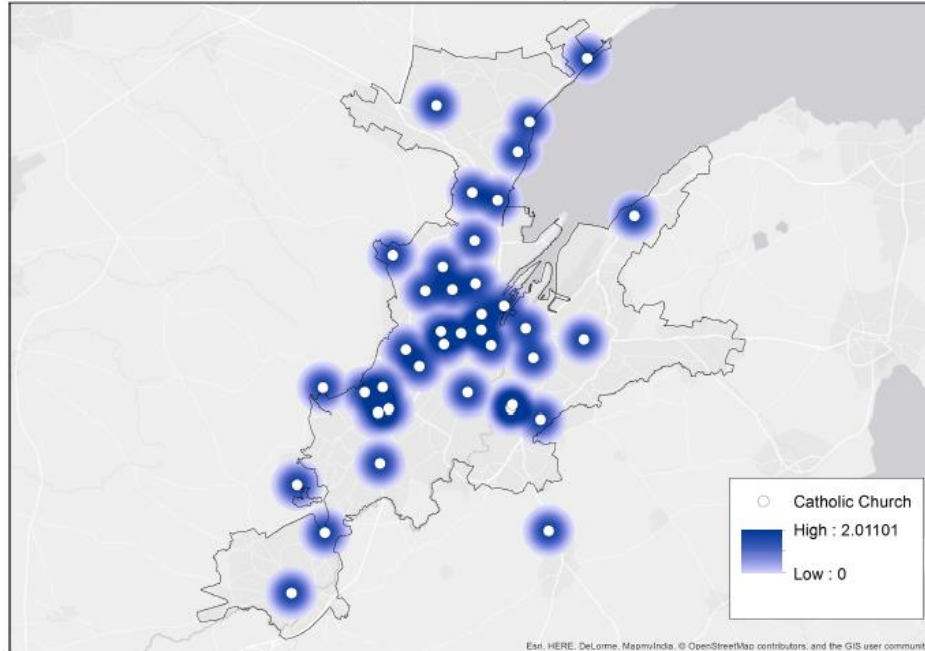 Catholic Church
High : 2.01101
Low : 0
Esri, HERE, DeLorme, MapmyIndia, © OpenStreetMap contributors, and the GIS user communit